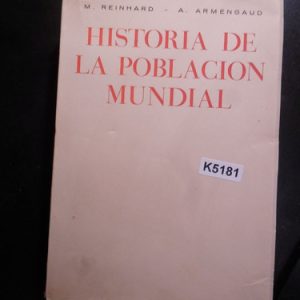 M. REINHARD - A. ARMENGAUD
HISTORIA DE
LA POBLACION
MUNDIAL
K5181